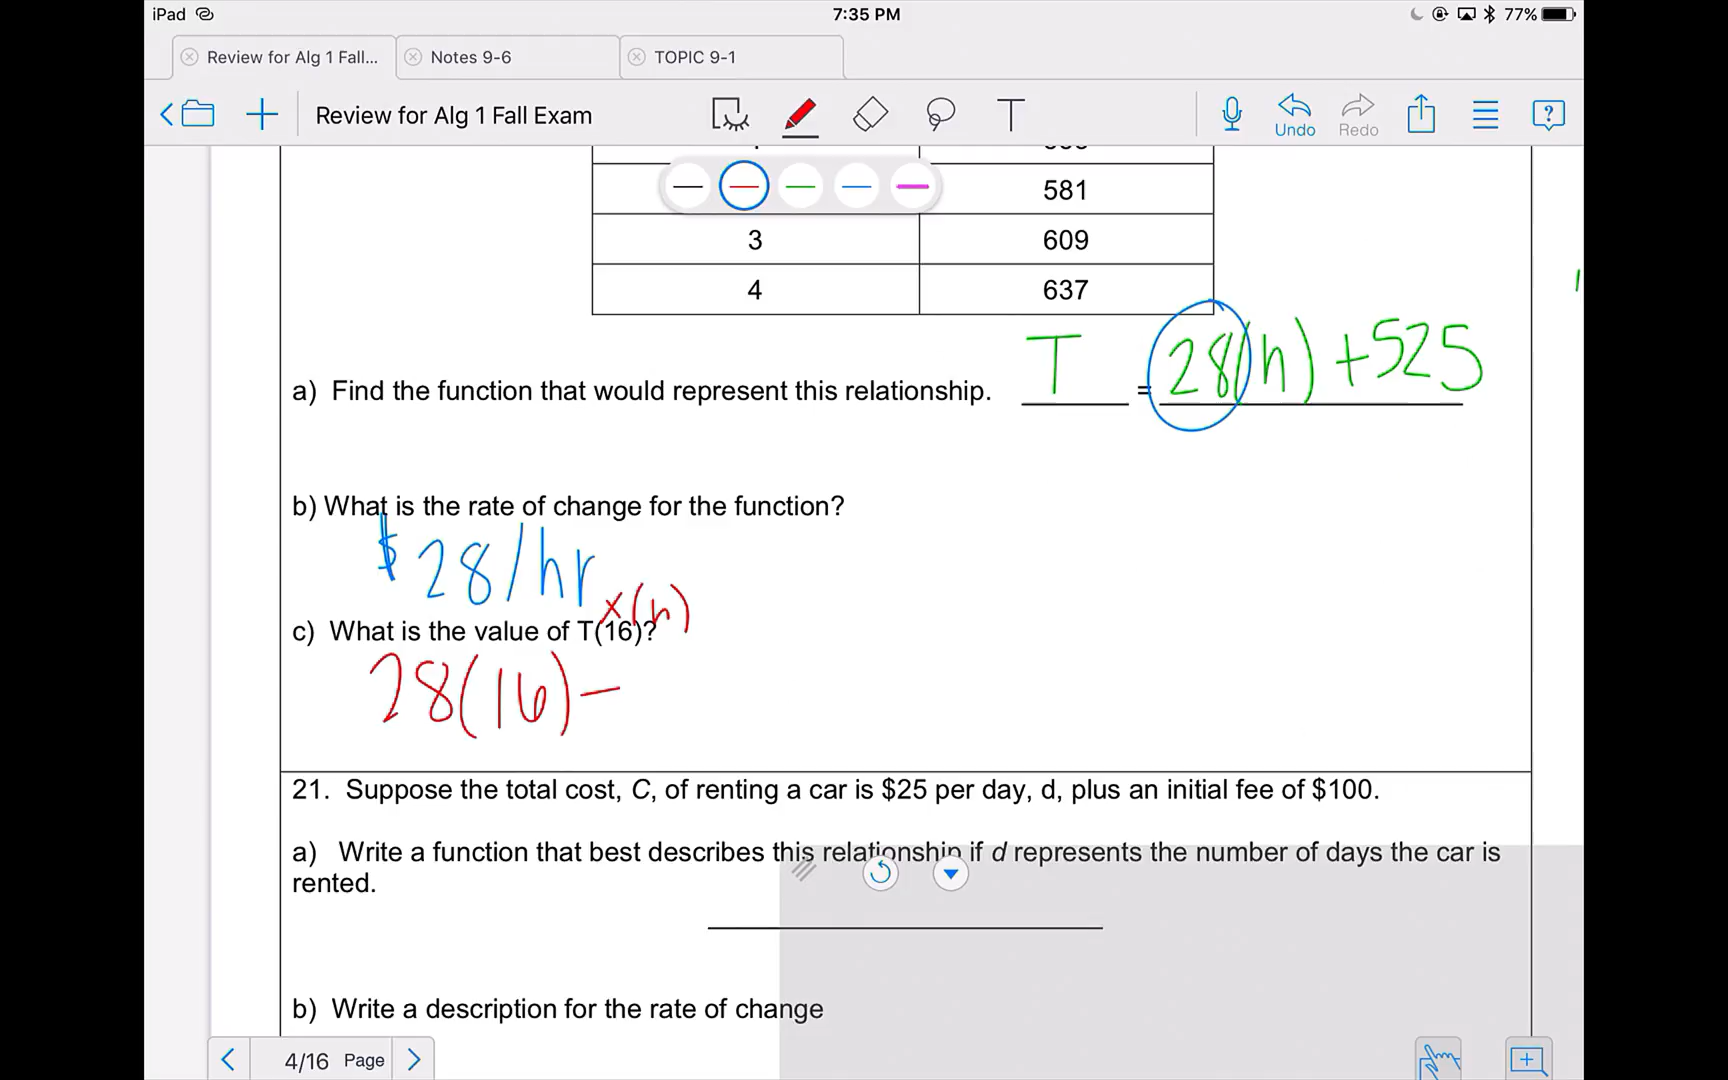 iPad
7:35 PM
77%
Review for Alg 1 Fall...
Notes 9-6
TOPIC 9-1
Review for Alg 1 Fall Exam
T
Undo
Redo
?
581
3
609
4
637
a) Find the function that would represent this relationship. T = 28(h) +525
b) What is the rate of change for the function?
$28/hr
x(h)
c) What is the value of T(16)?
28(16) –
21. Suppose the total cost, C, of renting a car is $25 per day, d, plus an initial fee of $100.
a) Write a function that best describes this relationship if d represents the number of days the car is
rented.
b) Write a description for the rate of change
4/16 Page